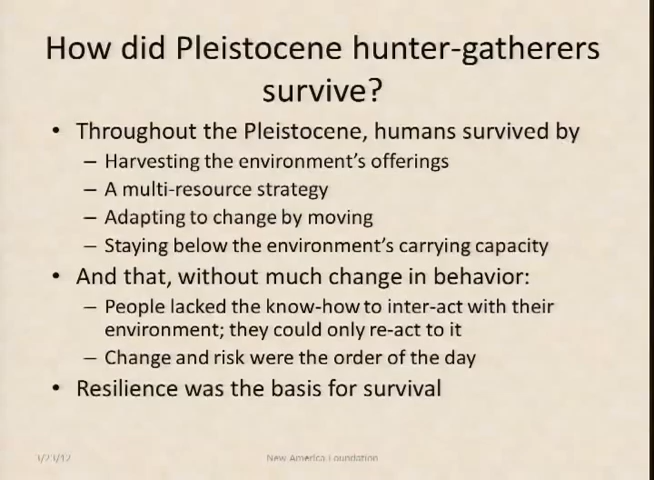 How did Pleistocene hunter-gatherers
survive?
• Throughout the Pleistocene, humans survived by
– Harvesting the environment's offerings
– A multi-resource strategy
– Adapting to change by moving
– Staying below the environment's carrying capacity
• And that, without much change in behavior:
– People lacked the know-how to inter-act with their
environment; they could only re-act to it
– Change and risk were the order of the day
• Resilience was the basis for survival
3/23/12 New America Foundation